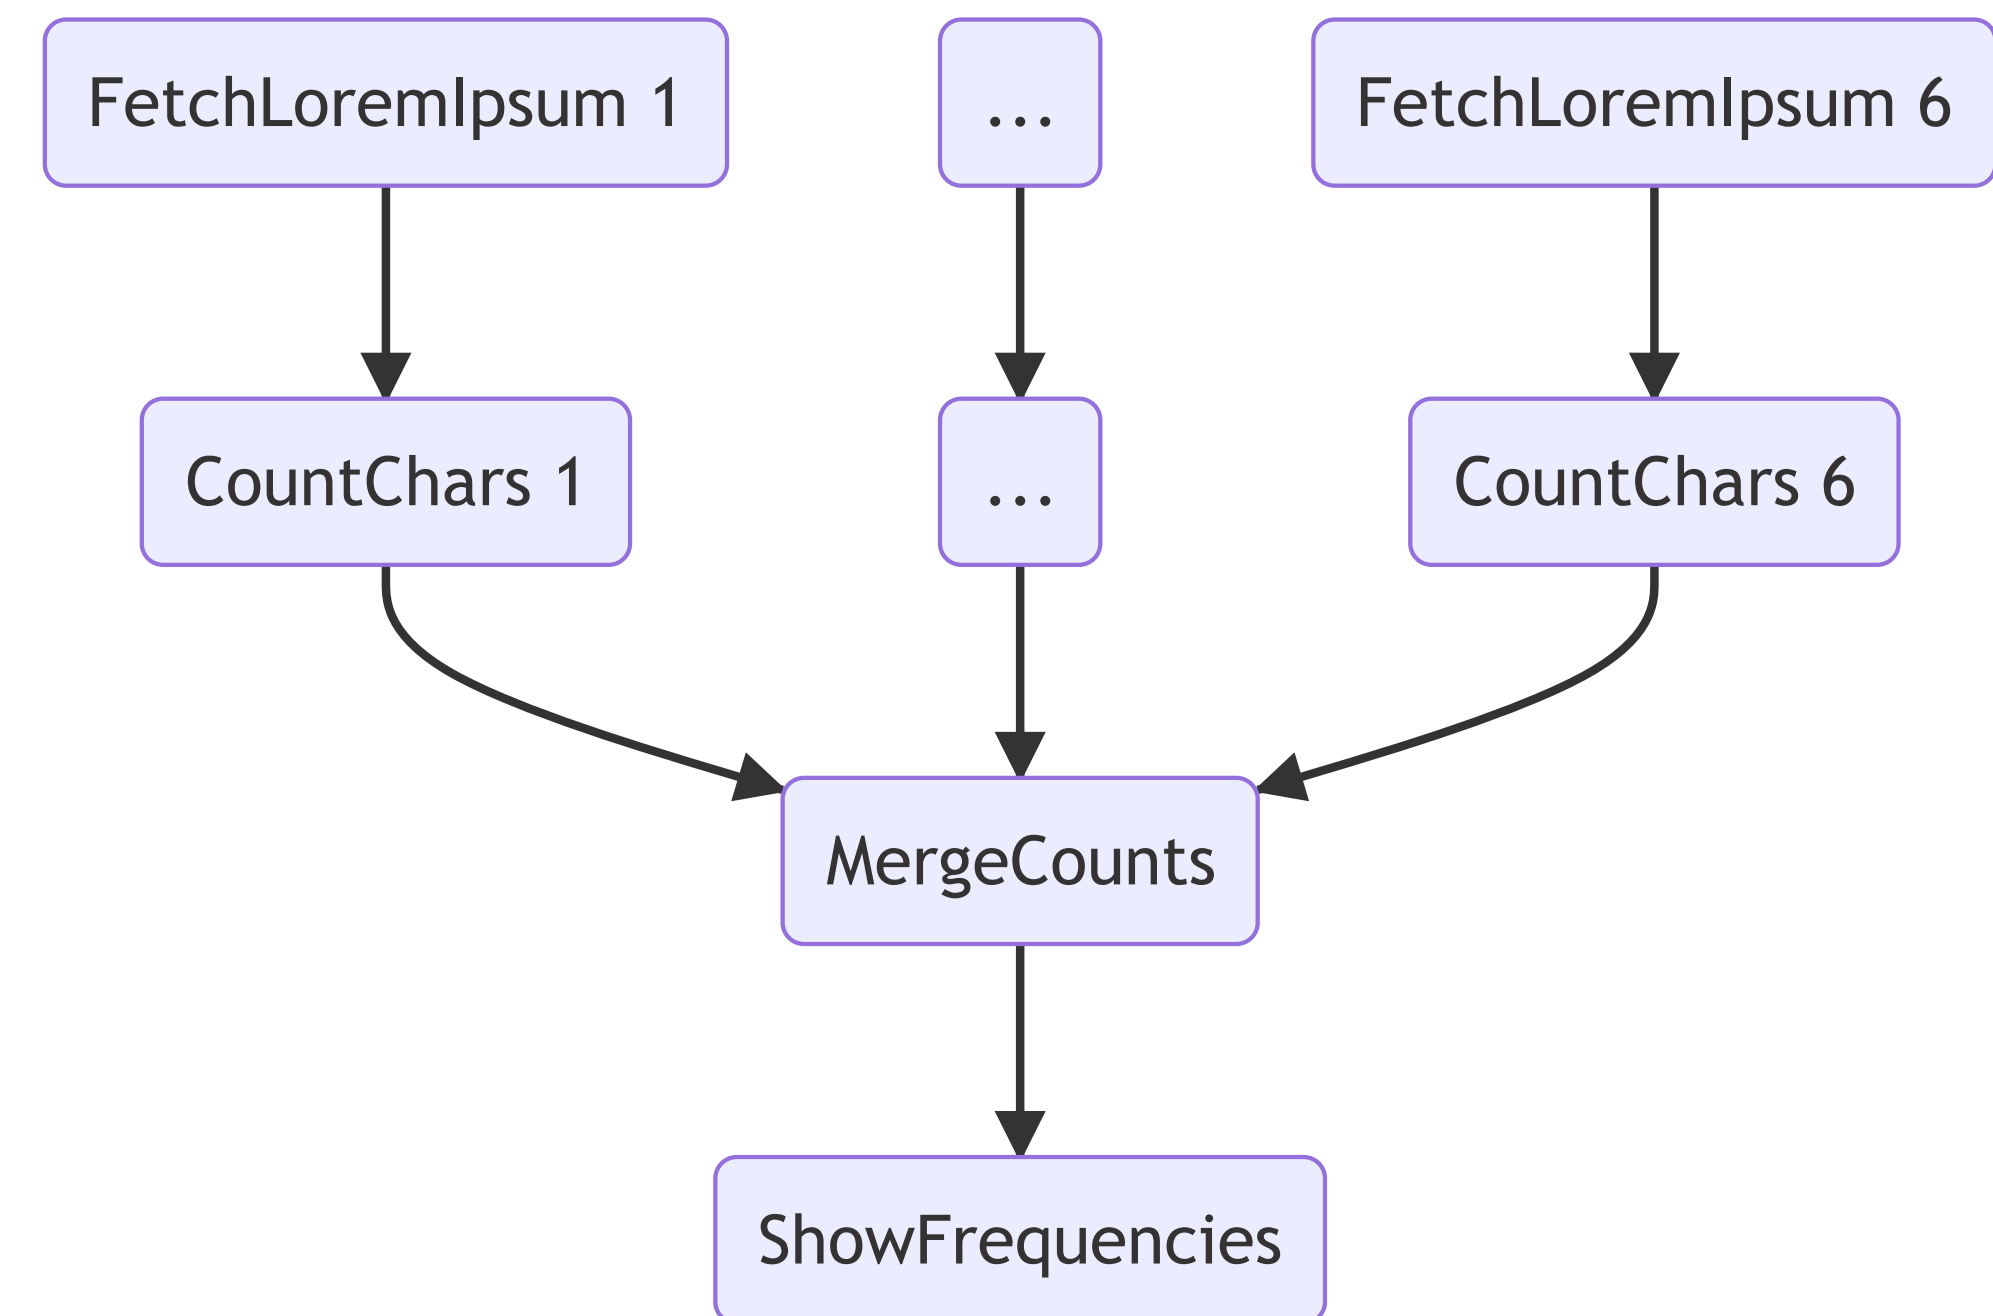 FetchLoremIpsum 1
...
FetchLoremIpsum 6
CountChars 1
...
CountChars 6
MergeCounts
ShowFrequencies